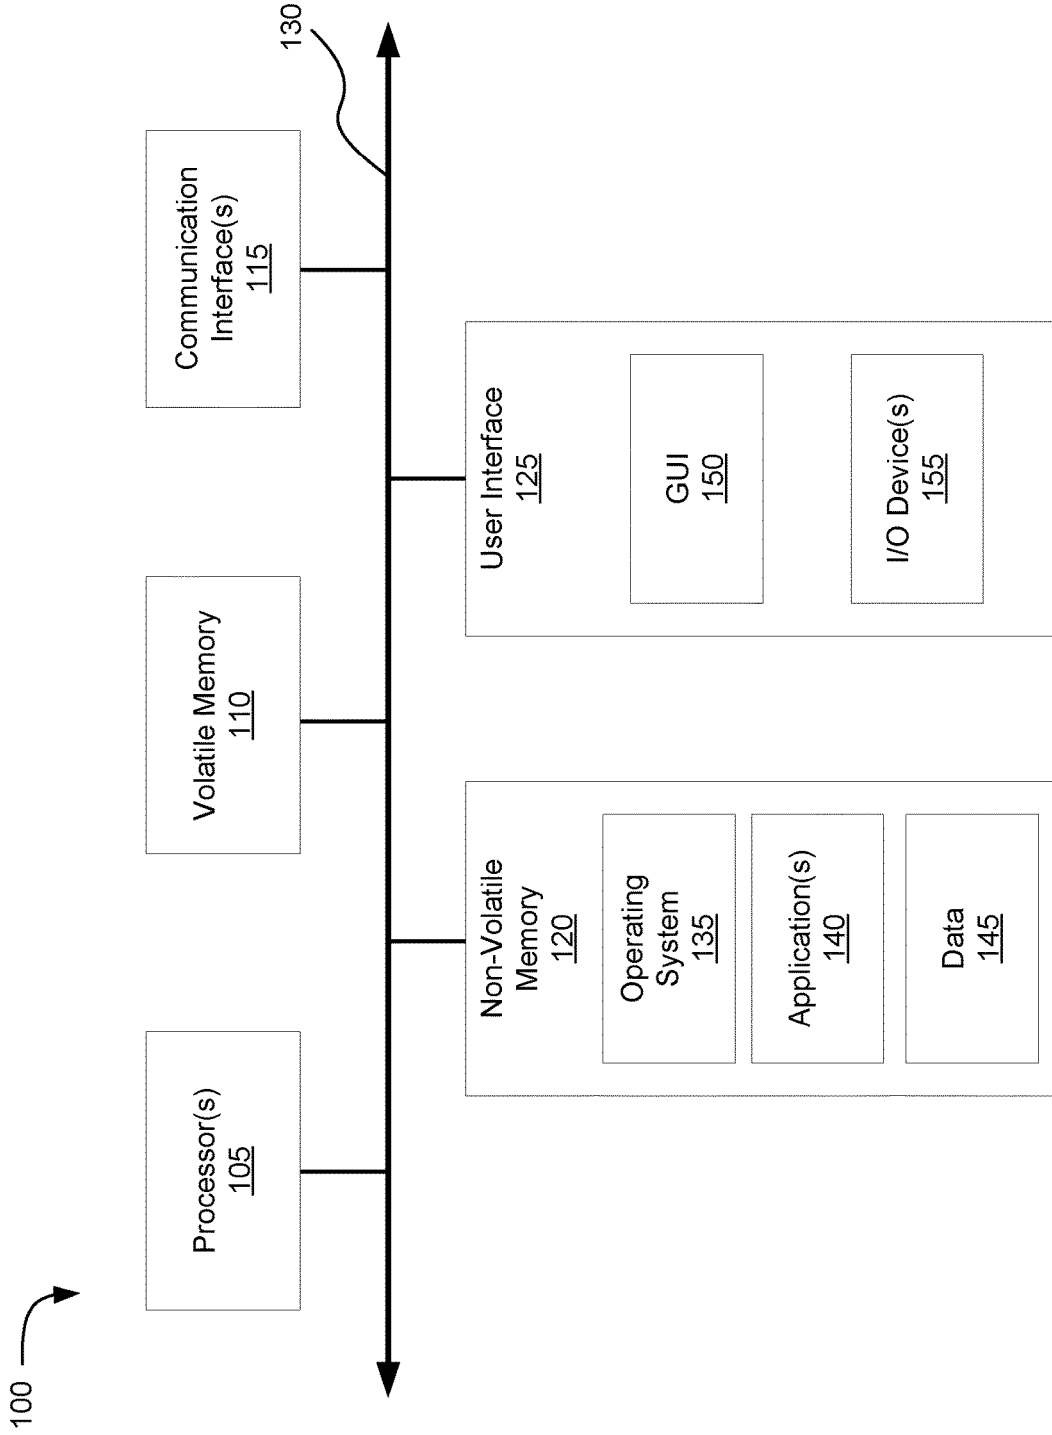 100
Processor(s)
105
Volatile Memory
110
Communication
Interface(s)
115
130
Non-Volatile
Memory
120
Operating
System
135
Application(s)
140
Data
145
User Interface
125
GUI
150
I/O Device(s)
155